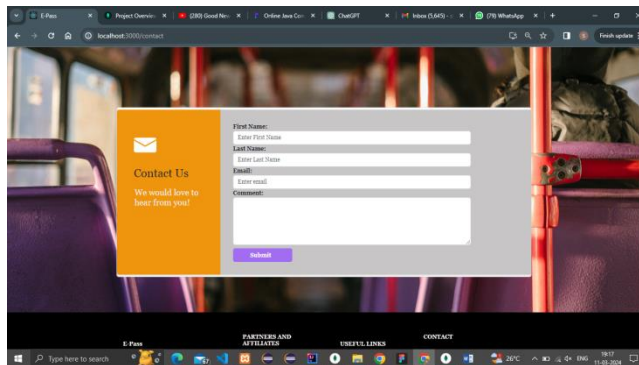 E-Pass
Project Overview
(280) Good New
Online Java Com
ChatGPT
Inbox (5,645) -
(79) WhatsApp
localhost:3000/contact
Finish update
First Name:
Enter First Name
Last Name:
Enter Last Name
Email:
Enter email
Comment:
Submit
Contact Us
We would love to
hear from you!
E-Pass
PARTNERS AND
AFFILIATES
USEFUL LINKS
CONTACT
Type here to search
26°C
ENG
19:17
11-03-2024